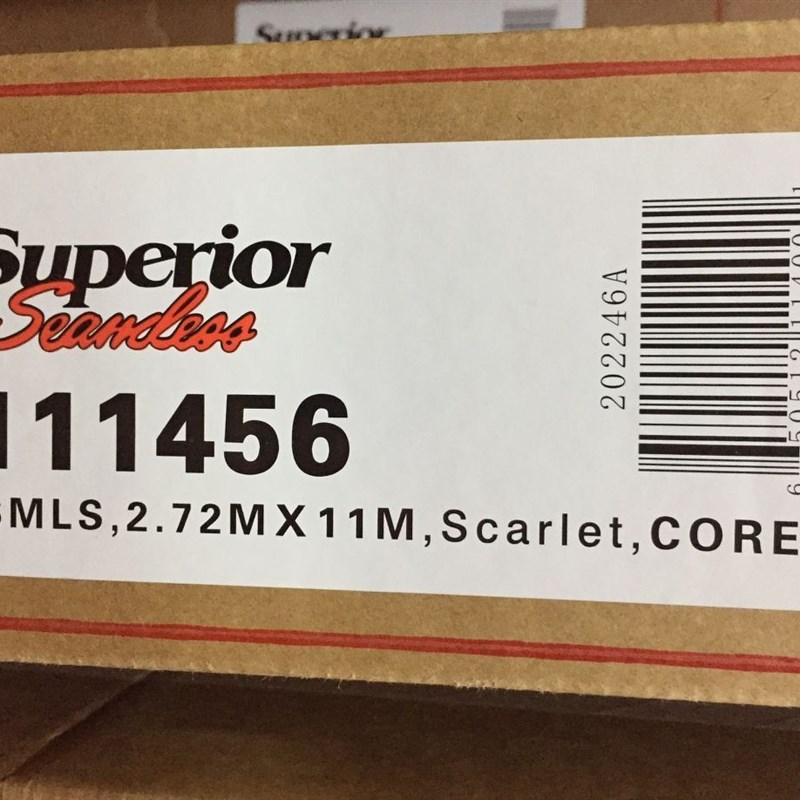 Superior
Superior
Seamless
111456
SMLS,2.72MX11M,Scarlet,CORE
202246A